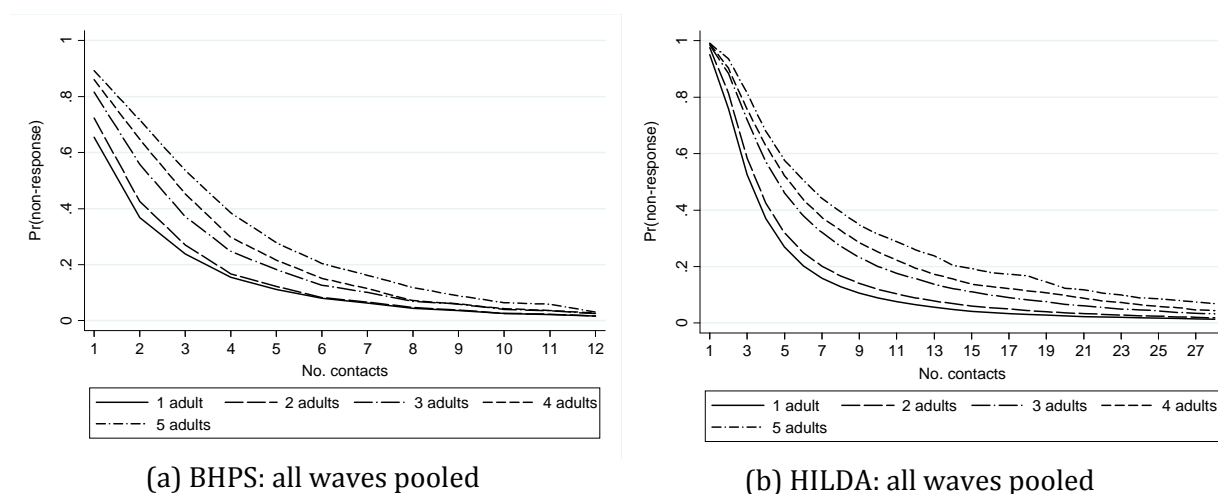 Pr(non-response)
1
.8
.6
.4
.2
0
1 2 3 4 5 6 7 8 9 10 11 12
No. contacts
1 adult 2 adults 3 adults 4 adults
5 adults
(a) BHPS: all waves pooled
Pr(non-response)
1
.8
.6
.4
.2
0
1 3 5 7 9 11 13 15 17 19 21 23 25 27
No. contacts
1 adult 2 adults 3 adults 4 adults
5 adults
(b) HILDA: all waves pooled